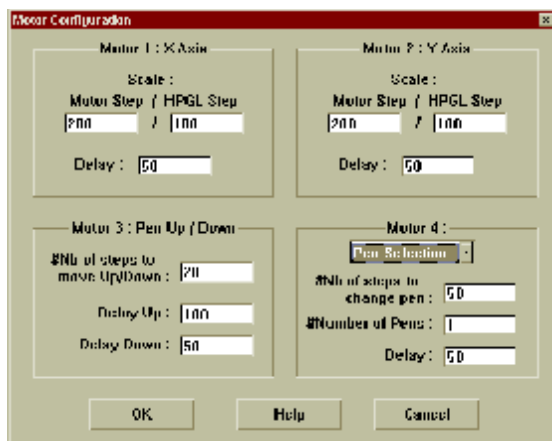 Motor Configuration
Motor 1 : X Axis
Scale :
Motor Step / HPGL Step
200 / 100
Delay : 50
Motor 2 : Y Axis
Scale :
Motor Step / HPGL Step
200 / 100
Delay : 50
Motor 3 : Pen Up / Down
#Nb of steps to
move Up/Down : 20
Delay Up : 100
Delay Down : 50
Motor 4 :
Pen Selection
#Nb of steps to
change pen : 50
#Number of Pens : 1
Delay : 50
OK Help Cancel